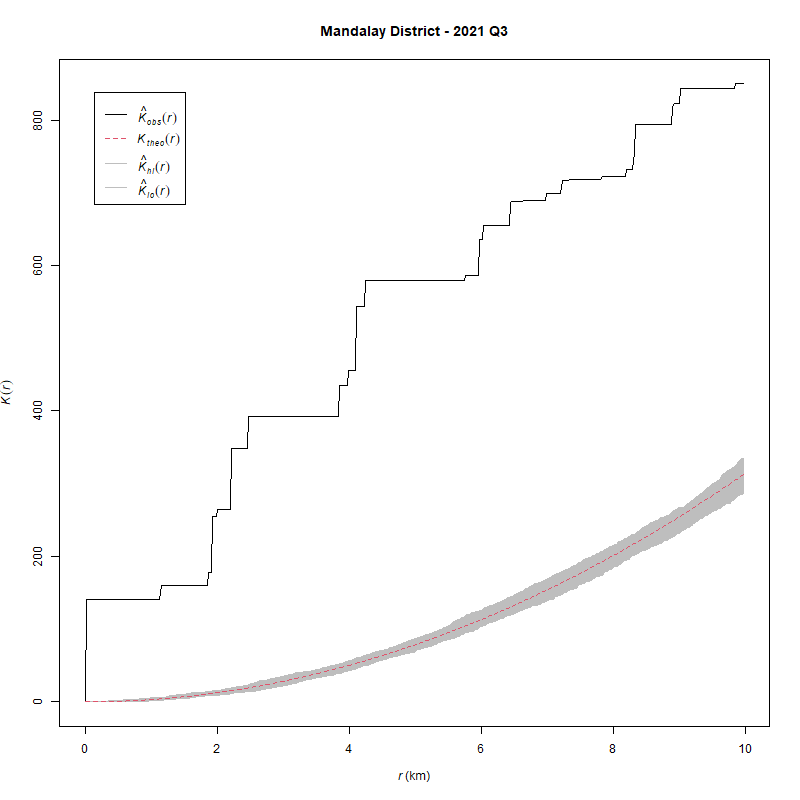 Mandalay District - 2021 Q3
K̂obs(r)
Ktheo(r)
K̂hi(r)
K̂lo(r)
K(r)
800
600
400
200
0
0 2 4 6 8 10
r (km)